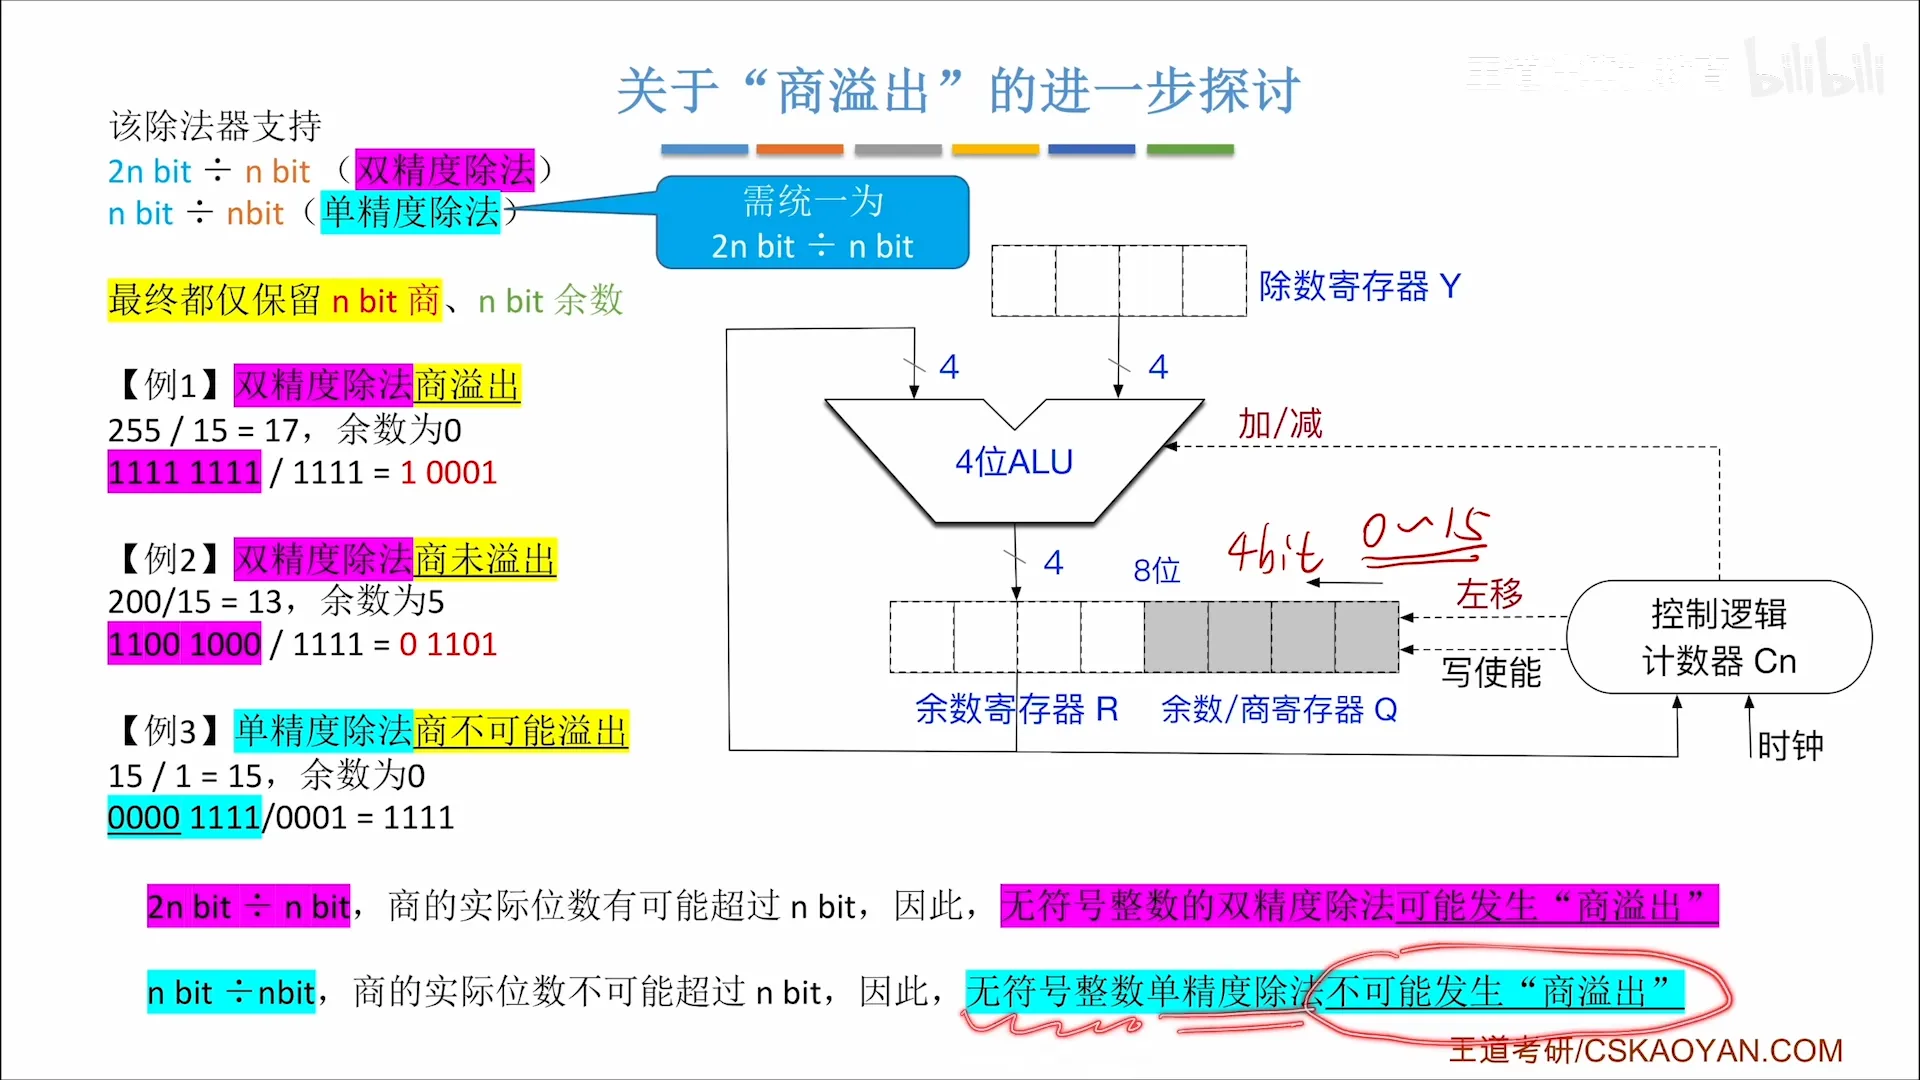 关于“商溢出”的进一步探讨
bilibili
该除法器支持
2n bit ÷ n bit （双精度除法）
n bit ÷ nbit（单精度除法）
需统一为
2n bit ÷ n bit
最终都仅保留 n bit 商、n bit 余数
【例1】双精度除法商溢出
255 / 15 = 17，余数为0
1111 1111 / 1111 = 1 0001
【例2】双精度除法商未溢出
200/15 = 13，余数为5
1100 1000 / 1111 = 0 1101
【例3】单精度除法商不可能溢出
15 / 1 = 15，余数为0
0000 1111/0001 = 1111
除数寄存器 Y
4
4
加/减
4位ALU
4
8位
4bit 0~15
左移
写使能
控制逻辑
计数器 Cn
余数寄存器 R
余数/商寄存器 Q
时钟
2n bit ÷ n bit，商的实际位数有可能超过 n bit，因此，无符号整数的双精度除法可能发生“商溢出”
n bit ÷nbit，商的实际位数不可能超过 n bit，因此，无符号整数单精度除法不可能发生“商溢出”
王道考研/CSKAOYAN.COM